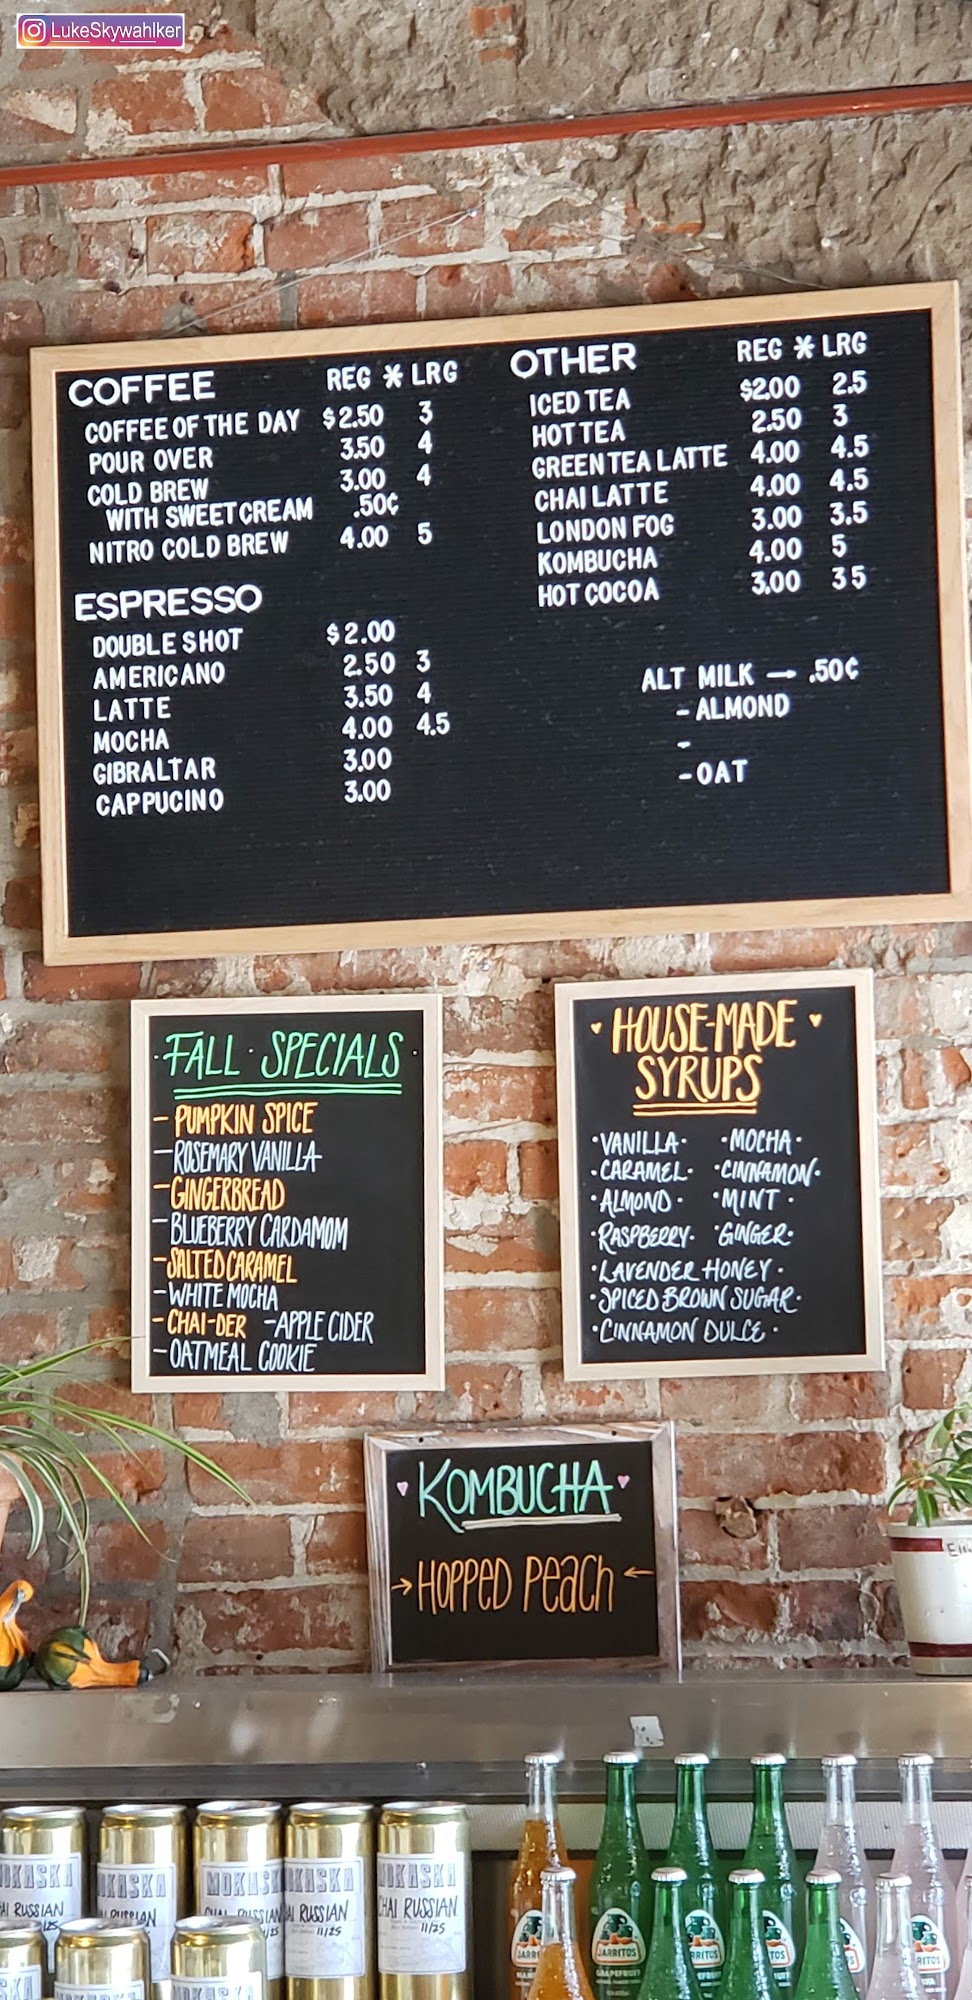 LukeSkywahlker
COFFEE REG * LRG
COFFEE OF THE DAY $2.50 3
POUR OVER 3.50 4
COLD BREW 3.00 4
WITH SWEET CREAM .50¢
NITRO COLD BREW 4.00 5
ESPRESSO
DOUBLE SHOT $2.00
AMERICANO 2.50 3
LATTE 3.50 4
MOCHA 4.00 4.5
GIBRALTAR 3.00
CAPPUCINO 3.00
OTHER REG * LRG
ICED TEA $2.00 2.5
HOT TEA 2.50 3
GREEN TEA LATTE 4.00 4.5
CHAI LATTE 4.00 4.5
LONDON FOG 3.00 3.5
KOMBUCHA 4.00 5
HOT COCOA 3.00 3 5
ALT MILK → .50¢
- ALMOND
-
- OAT
· FALL · SPECIALS ·
- PUMPKIN SPICE
- ROSEMARY VANILLA
- GINGERBREAD
- BLUEBERRY CARDAMOM
- SALTED CARAMEL
- WHITE MOCHA
- CHAI-DER - APPLE CIDER
- OATMEAL COOKIE
♥ HOUSE-MADE ♥
SYRUPS
· VANILLA · · MOCHA ·
· CARAMEL · · CINNAMON ·
· ALMOND · · MINT ·
· RASPBERRY · · GINGER ·
· LAVENDER HONEY ·
· SPICED BROWN SUGAR ·
· CINNAMON DULCE ·
♥ KOMBUCHA ♥
→ HOPPED PEACH ←
MOKASKA
CHAI RUSSIAN
11/25
MOKASKA
RUSSIAN
11/25
JARRITOS
GRAPEFRUIT